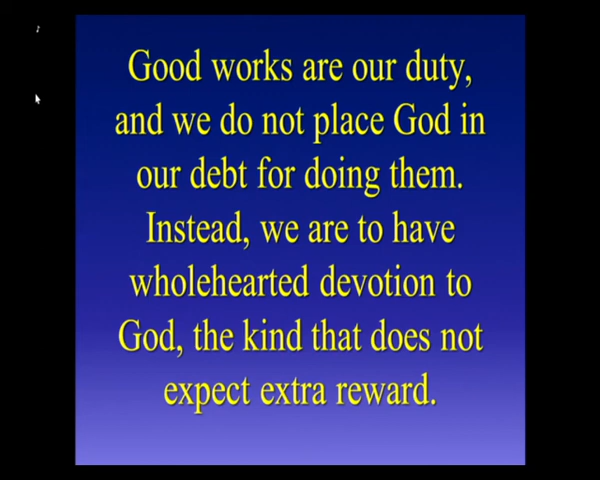 Good works are our duty,
and we do not place God in
our debt for doing them.
Instead, we are to have
wholehearted devotion to
God, the kind that does not
expect extra reward.